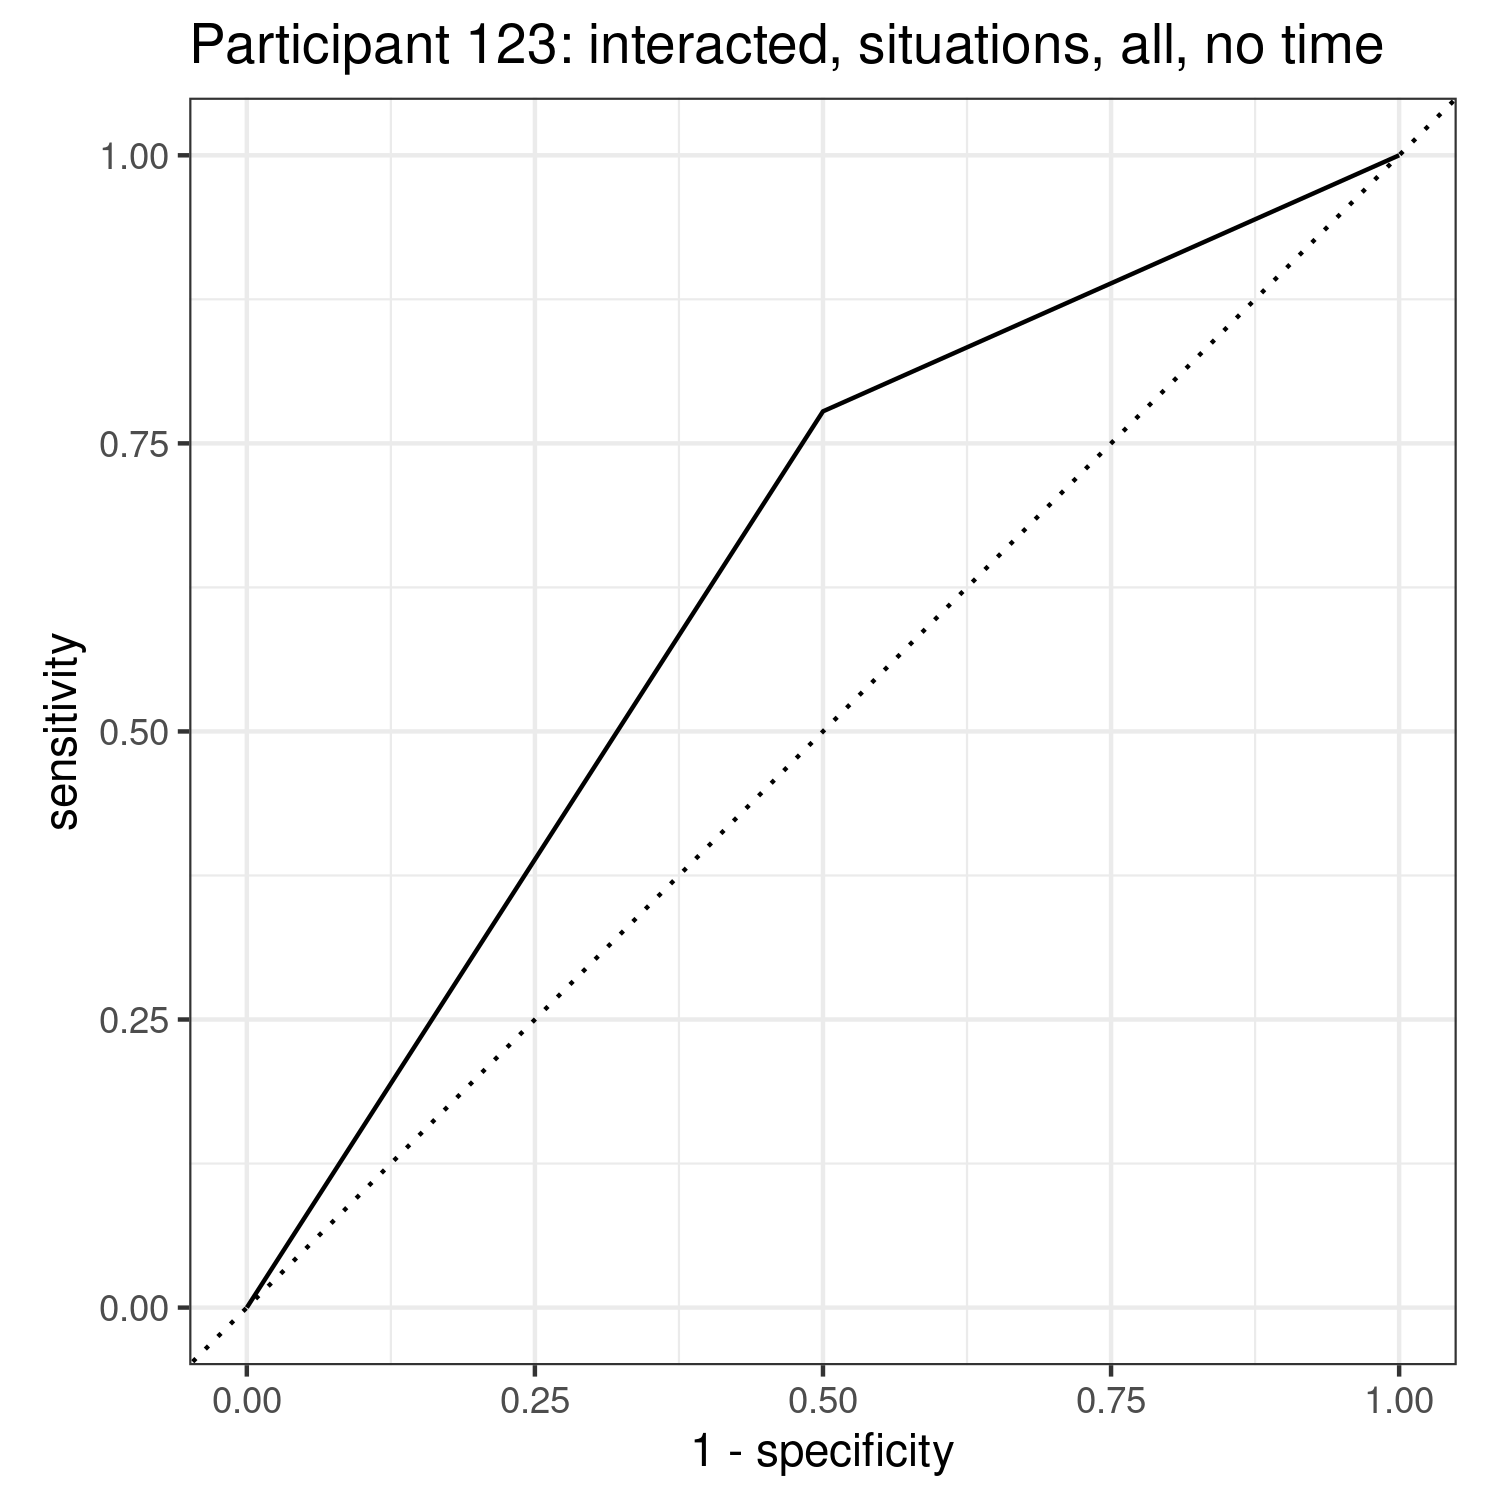 Participant 123: interacted, situations, all, no time
1.00
0.75
0.50
0.25
0.00
sensitivity
0.00 0.25 0.50 0.75 1.00
1 - specificity